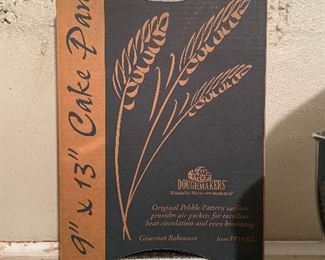 9" x 13" Cake Pan
DOUGHMAKERS
Original Pebble Pattern surface
provides air pockets for excellent
heat circulation and even browning.
Gourmet Bakeware
Item